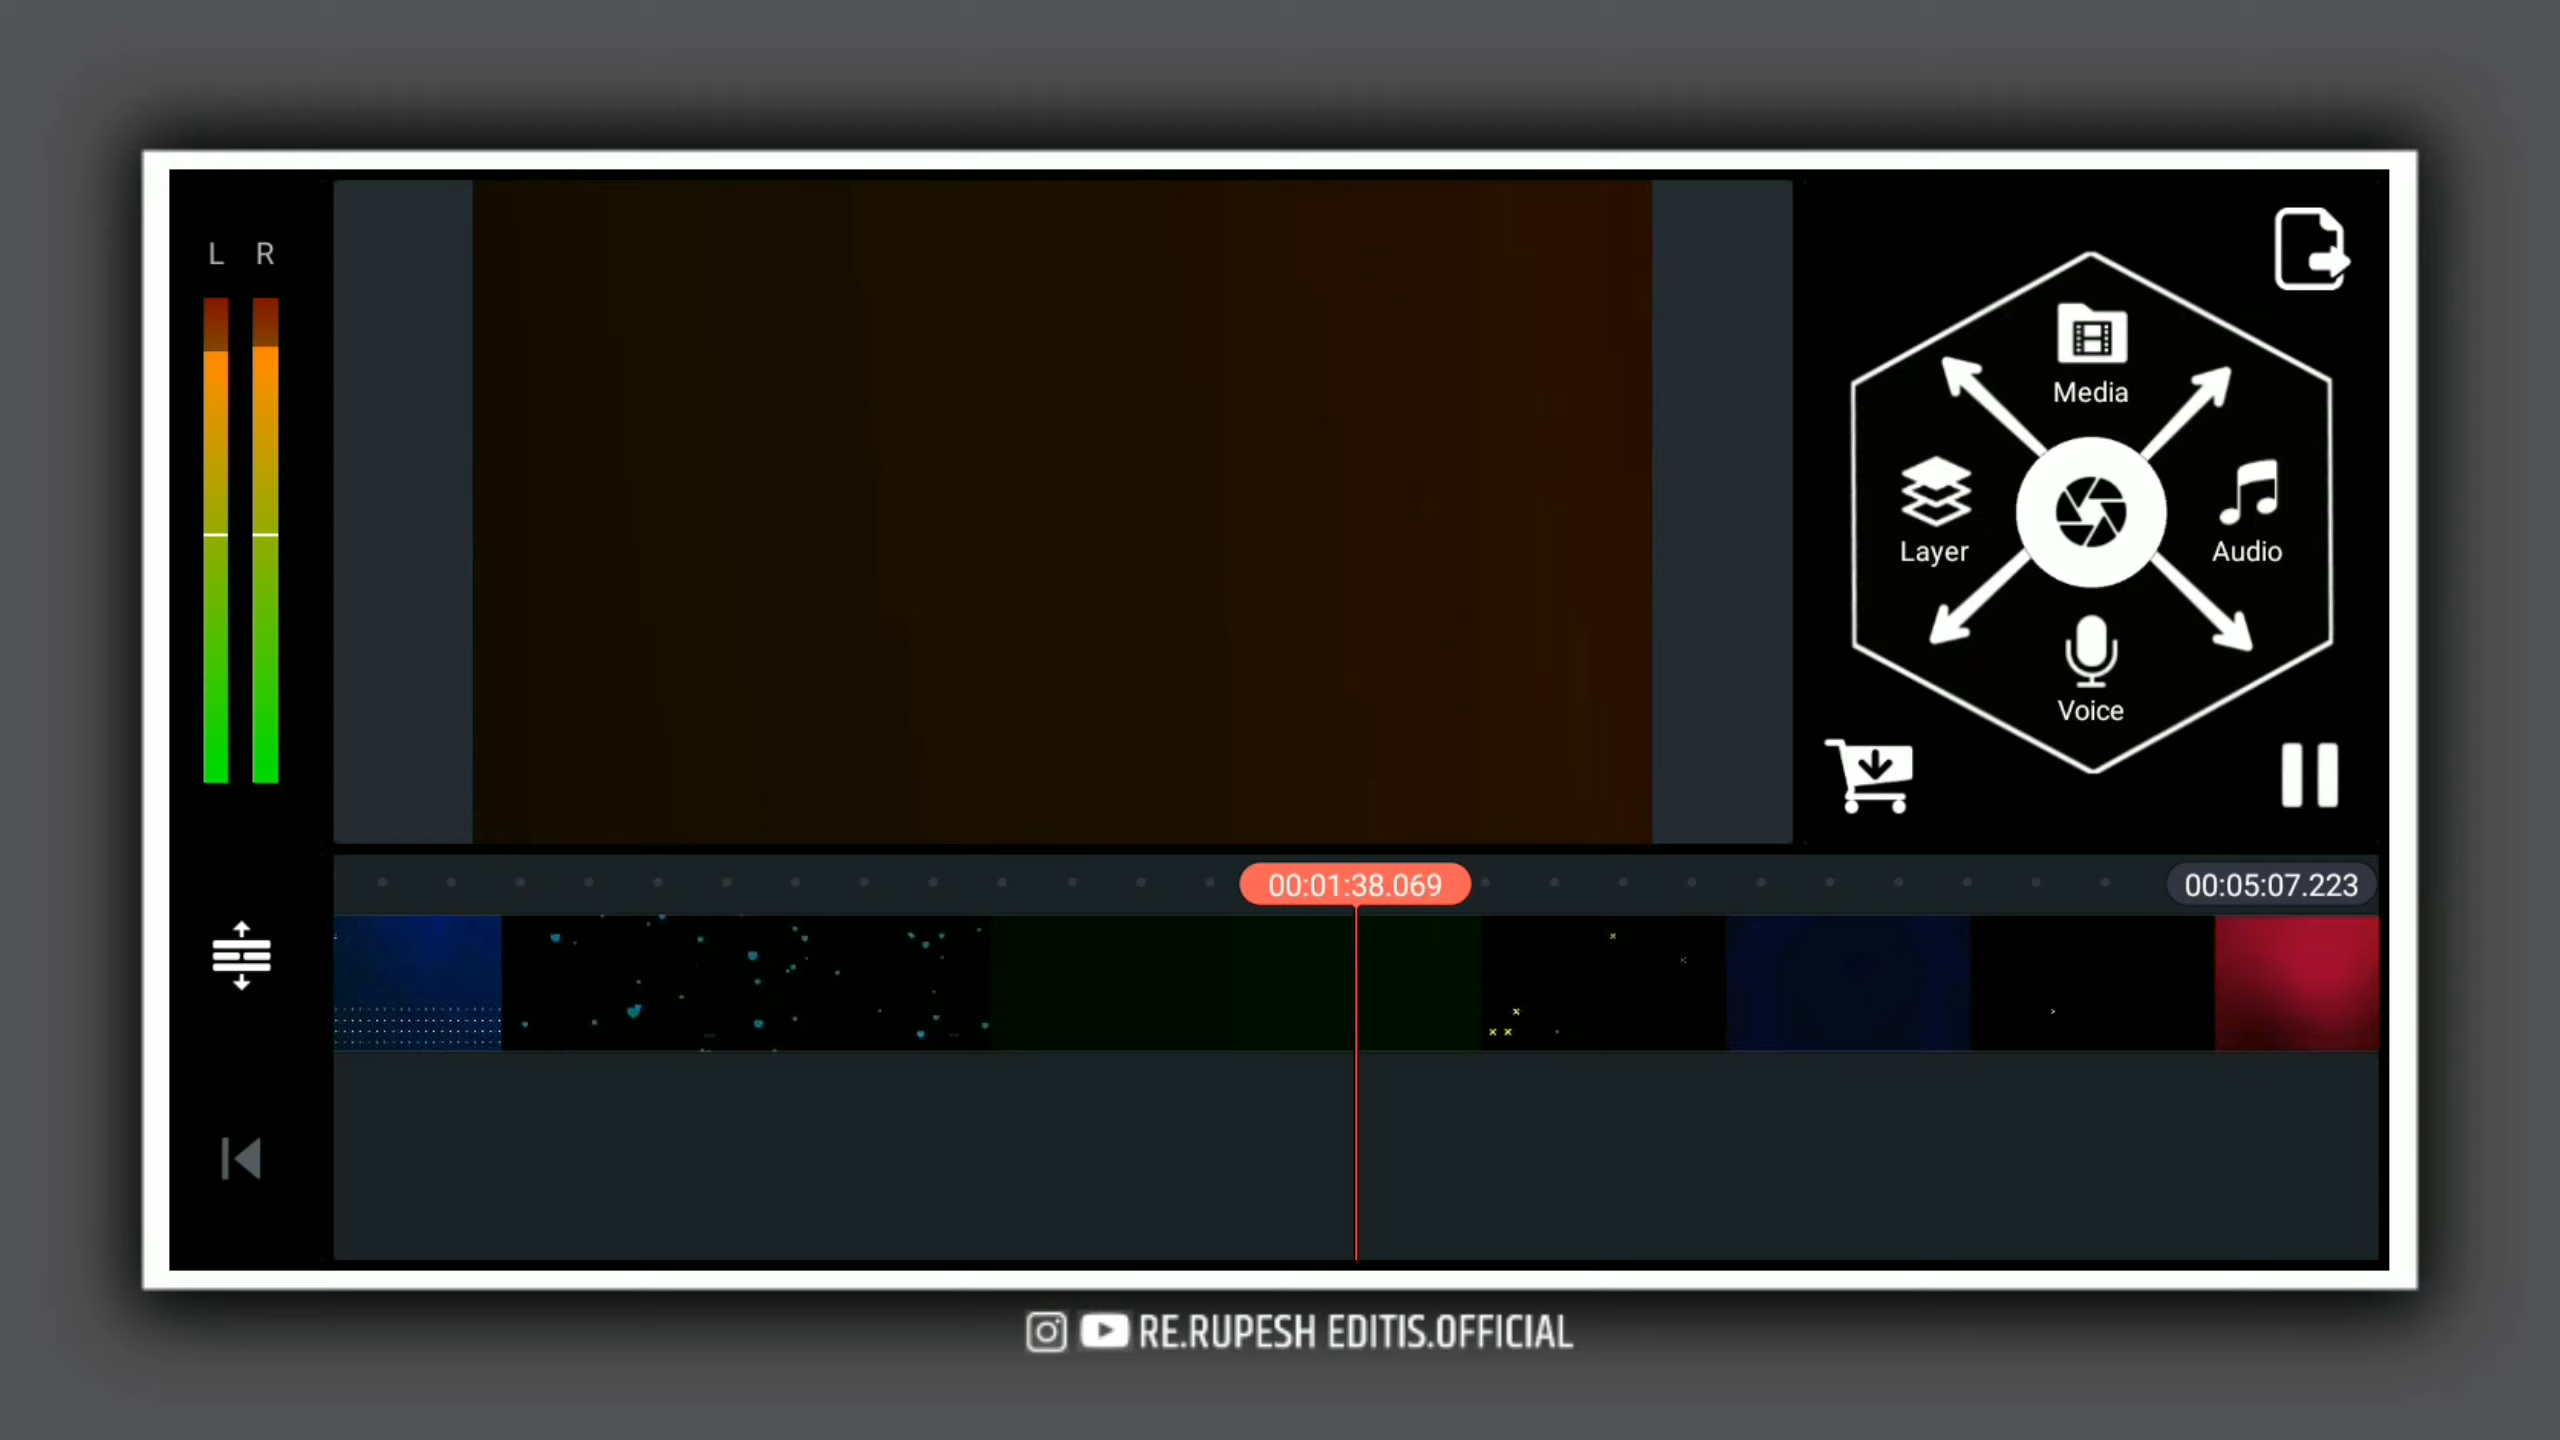 L R
Media
Layer
Audio
Voice
00:01:38.069
00:05:07.223
RE.RUPESH EDITIS.OFFICIAL